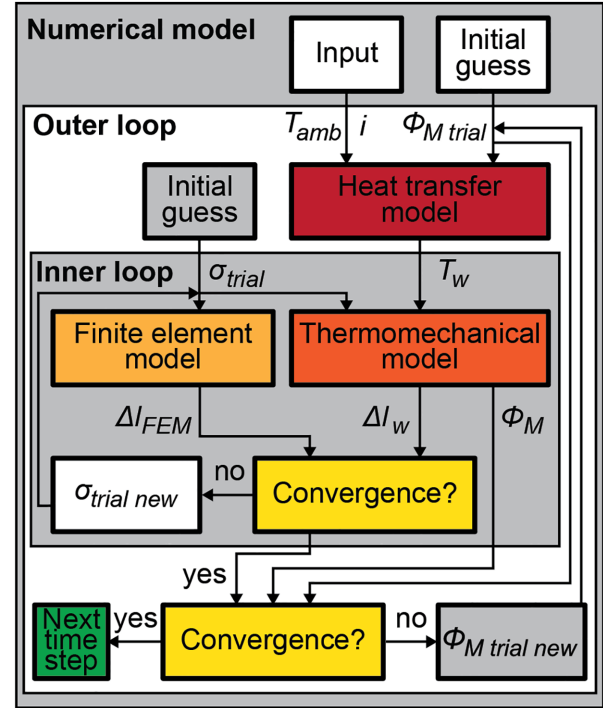 Numerical model
Input
Initial
guess
Outer loop
T_amb i
Φ_M trial
Initial
guess
Heat transfer
model
Inner loop
σ_trial
T_w
Finite element
model
Thermomechanical
model
Δl_FEM
Δl_w
Φ_M
σ_trial new
no
Convergence?
yes
Next
time
step
yes
Convergence?
no
Φ_M trial new